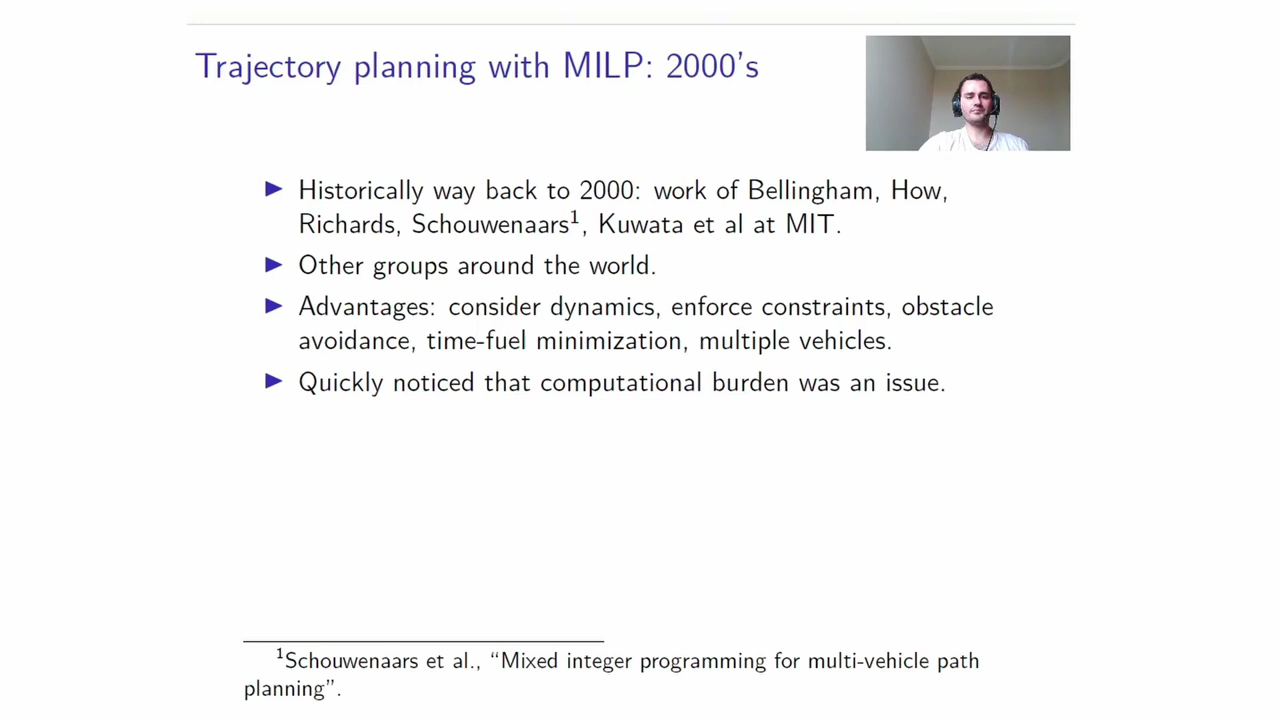 Trajectory planning with MILP: 2000's
▶ Historically way back to 2000: work of Bellingham, How,
Richards, Schouwenaars¹, Kuwata et al at MIT.
▶ Other groups around the world.
▶ Advantages: consider dynamics, enforce constraints, obstacle
avoidance, time-fuel minimization, multiple vehicles.
▶ Quickly noticed that computational burden was an issue.
¹Schouwenaars et al., “Mixed integer programming for multi-vehicle path
planning”.